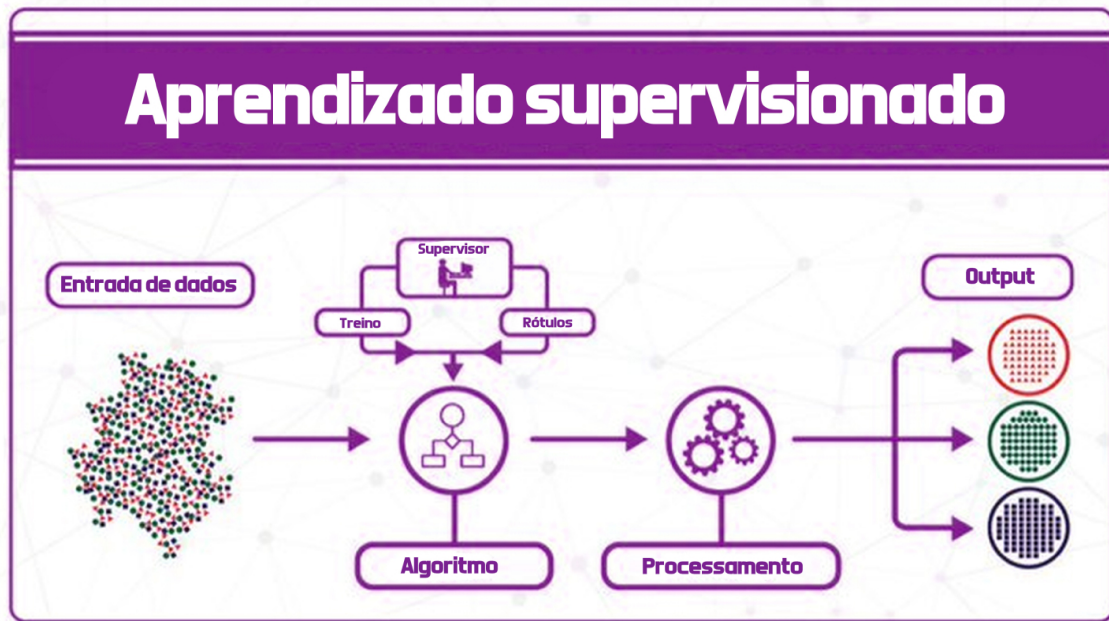 Aprendizado supervisionado
Supervisor
Entrada de dados
Output
Treino
Rótulos
Algoritmo
Processamento